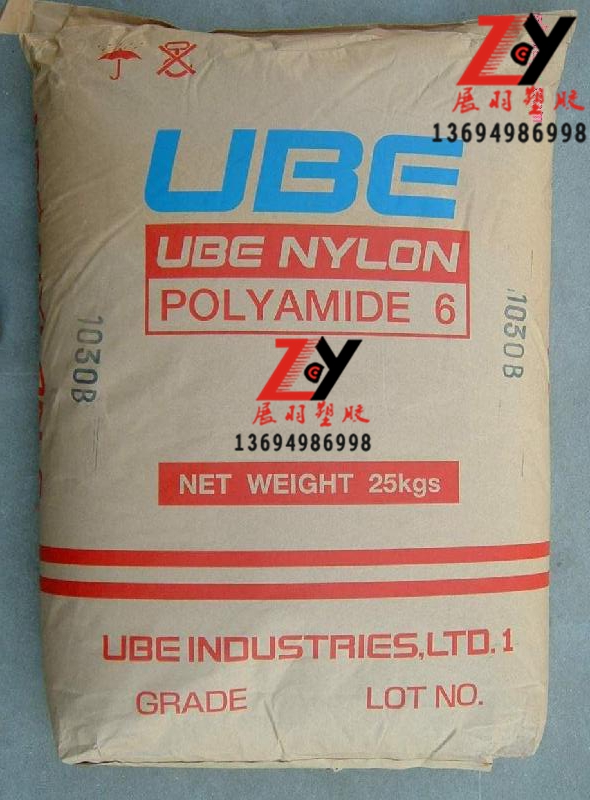 ZY
展羽塑胶
13694986998
UBE
UBE NYLON
POLYAMIDE 6
1030B
1030B
ZY
展羽塑胶
13694986998
NET WEIGHT 25kgs
UBE INDUSTRIES,LTD.1
GRADE LOT NO.